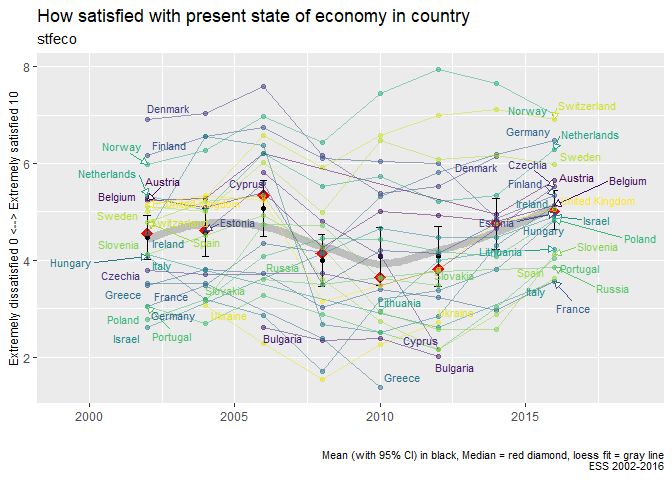 How satisfied with present state of economy in country
stfeco
Extremely dissatisfied 0 --> Extremely satisfied 10
8
6
4
2
Denmark
Norway
Finland
Netherlands
Austria
Belgium
Cyprus
Sweden
Switzerland
Estonia
Slovenia
Ireland
Spain
Hungary
Italy
Russia
Czechia
Greece
France
Slovakia
Poland
Germany
Ukraine
Israel
Portugal
Bulgaria
Greece
Lithuania
Cyprus
Bulgaria
Ukraine
Slovakia
Denmark
Estonia
Lithuania
Norway
Switzerland
Germany
Netherlands
Czechia
Sweden
Finland
Austria
Belgium
Ireland
United Kingdom
Israel
Hungary
Poland
Slovenia
Spain
Portugal
Italy
Russia
France
2000
2005
2010
2015
Mean (with 95% CI) in black, Median = red diamond, loess fit = gray line
ESS 2002-2016